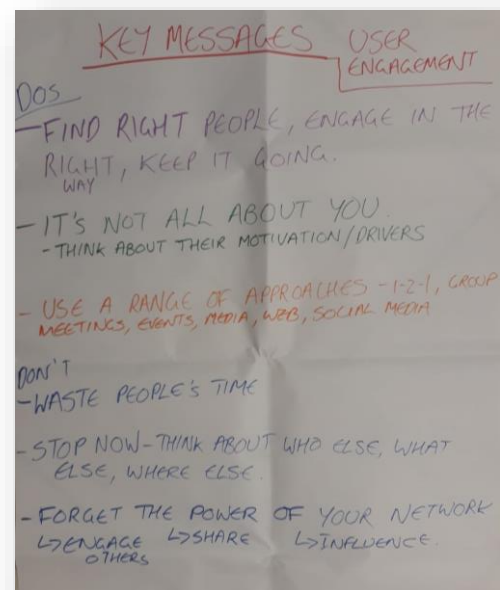 KEY MESSAGES USER
ENGAGEMENT
DOS
- FIND RIGHT PEOPLE, ENGAGE IN THE
RIGHT, KEEP IT GOING.
WAY
- IT'S NOT ALL ABOUT YOU.
- THINK ABOUT THEIR MOTIVATION/DRIVERS
- USE A RANGE OF APPROACHES - 1-2-1, GROUP
MEETINGS, EVENTS, MEDIA, WEB, SOCIAL MEDIA
DON'T
- WASTE PEOPLE'S TIME
- STOP NOW - THINK ABOUT WHO ELSE, WHAT
ELSE, WHERE ELSE.
- FORGET THE POWER OF YOUR NETWORK
↳ ENGAGE ↳ SHARE ↳ INFLUENCE.
OTHERS